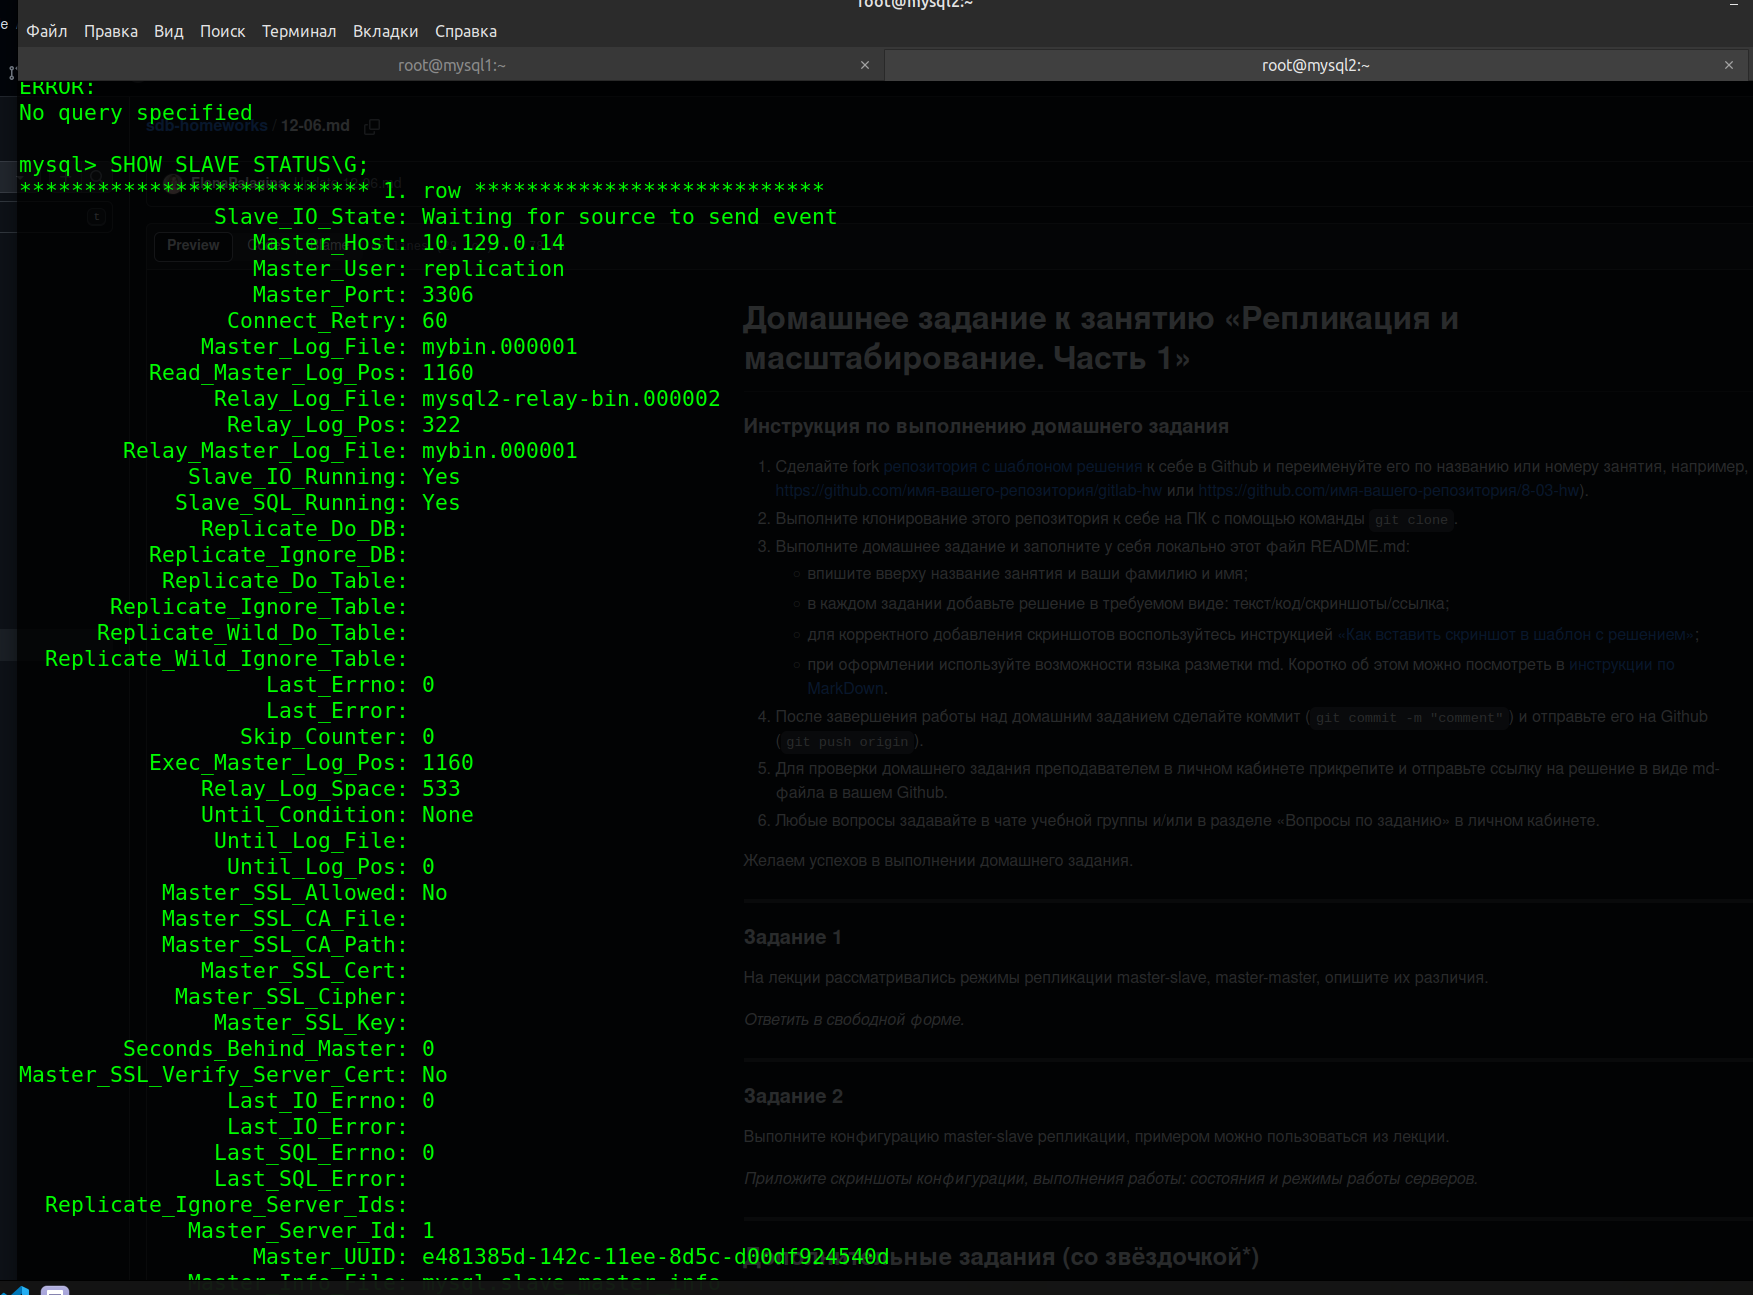 root@mysql2:~
e
Файл Правка Вид Поиск Терминал Вкладки Справка
root@mysql1:~ × root@mysql2:~ ×
ERROR:
No query specified
sdb-homeworks / 12-06.md
mysql> SHOW SLAVE STATUS\G;
*************************** 1. row ***************************
t
Slave_IO_State: Waiting for source to send event
Preview
Master_Host: 10.129.0.14
Master_User: replication
Master_Port: 3306
Connect_Retry: 60
Master_Log_File: mybin.000001
Read_Master_Log_Pos: 1160
Relay_Log_File: mysql2-relay-bin.000002
Relay_Log_Pos: 322
Relay_Master_Log_File: mybin.000001
Slave_IO_Running: Yes
Slave_SQL_Running: Yes
Replicate_Do_DB:
Replicate_Ignore_DB:
Replicate_Do_Table:
Replicate_Ignore_Table:
Replicate_Wild_Do_Table:
Replicate_Wild_Ignore_Table:
Last_Errno: 0
Last_Error:
Skip_Counter: 0
Exec_Master_Log_Pos: 1160
Relay_Log_Space: 533
Until_Condition: None
Until_Log_File:
Until_Log_Pos: 0
Master_SSL_Allowed: No
Master_SSL_CA_File:
Master_SSL_CA_Path:
Master_SSL_Cert:
Master_SSL_Cipher:
Master_SSL_Key:
Seconds_Behind_Master: 0
Master_SSL_Verify_Server_Cert: No
Last_IO_Errno: 0
Last_IO_Error:
Last_SQL_Errno: 0
Last_SQL_Error:
Replicate_Ignore_Server_Ids:
Master_Server_Id: 1
Master_UUID: e481385d-142c-11ee-8d5c-d00df924540d
Master_Info_File: mysql.slave_master_info
Домашнее задание к занятию «Репликация и
масштабирование. Часть 1»
Инструкция по выполнению домашнего задания
1. Сделайте fork репозитория с шаблоном решения к себе в Github и переименуйте его по названию или номеру занятия, например,
https://github.com/имя-вашего-репозитория/gitlab-hw или https://github.com/имя-вашего-репозитория/8-03-hw).
2. Выполните клонирование этого репозитория к себе на ПК с помощью команды git clone.
3. Выполните домашнее задание и заполните у себя локально этот файл README.md:
◦ впишите вверху название занятия и ваши фамилию и имя;
◦ в каждом задании добавьте решение в требуемом виде: текст/код/скриншоты/ссылка;
◦ для корректного добавления скриншотов воспользуйтесь инструкцией «Как вставить скриншот в шаблон с решением»;
◦ при оформлении используйте возможности языка разметки md. Коротко об этом можно посмотреть в инструкции по
MarkDown.
4. После завершения работы над домашним заданием сделайте коммит (git commit -m "comment") и отправьте его на Github
(git push origin).
5. Для проверки домашнего задания преподавателем в личном кабинете прикрепите и отправьте ссылку на решение в виде md-
файла в вашем Github.
6. Любые вопросы задавайте в чате учебной группы и/или в разделе «Вопросы по заданию» в личном кабинете.
Желаем успехов в выполнении домашнего задания.
Задание 1
На лекции рассматривались режимы репликации master-slave, master-master, опишите их различия.
Ответить в свободной форме.
Задание 2
Выполните конфигурацию master-slave репликации, примером можно пользоваться из лекции.
Приложите скриншоты конфигурации, выполнения работы: состояния и режимы работы серверов.
Дополнительные задания (со звёздочкой*)